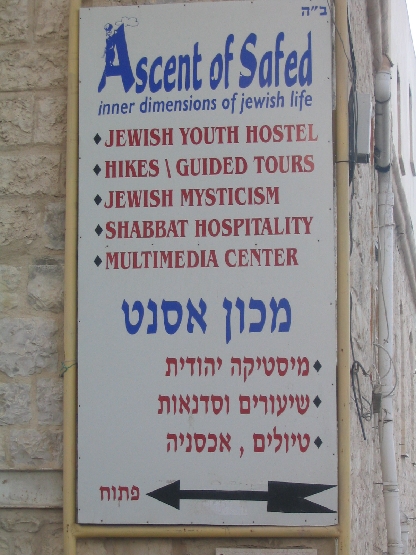 ב"ה
Ascent of Safed
inner dimensions of jewish life
♦JEWISH YOUTH HOSTEL
♦HIKES \ GUIDED TOURS
♦JEWISH MYSTICISM
♦SHABBAT HOSPITALITY
♦MULTIMEDIA CENTER
מכון אסנט
♦מיסטיקה יהודית
♦שיעורים וסדנאות
♦טיולים , אכסניה
פתוח